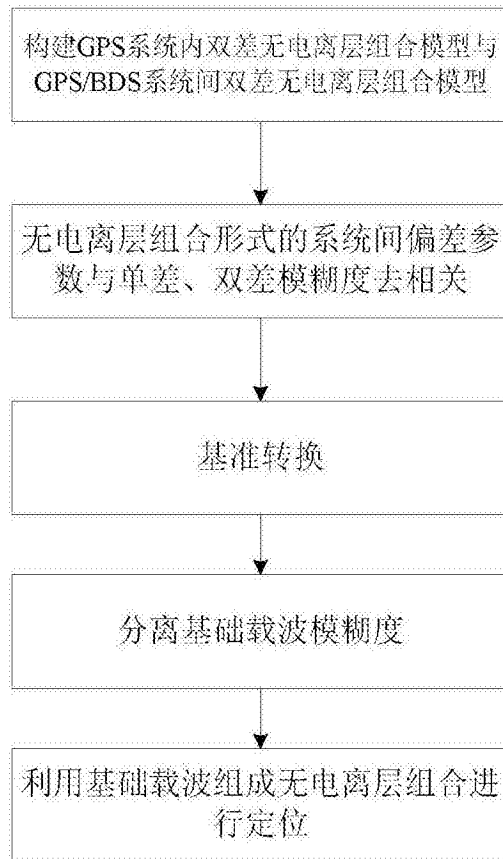 构建GPS系统内双差无电离层组合模型与
GPS/BDS系统间双差无电离层组合模型
无电离层组合形式的系统间偏差参
数与单差、双差模糊度去相关
基准转换
分离基础载波模糊度
利用基础载波组成无电离层组合进
行定位